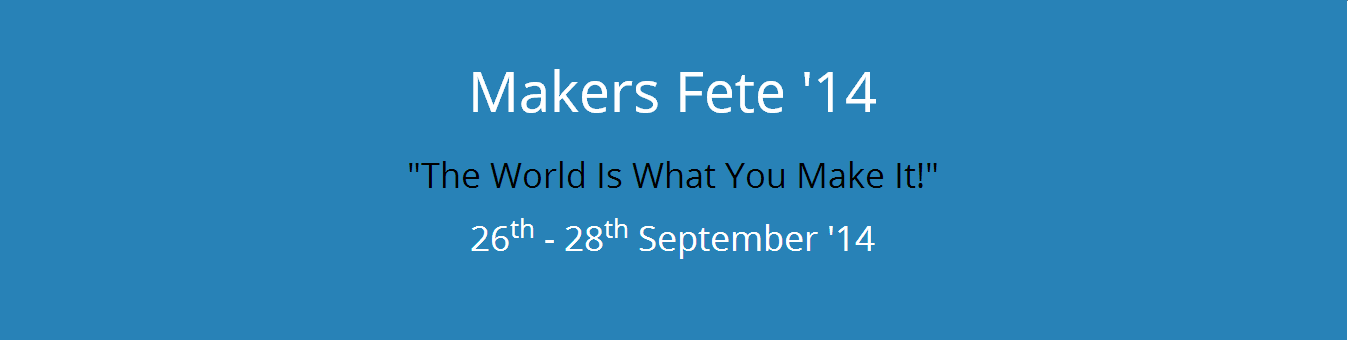 Makers Fete '14
"The World Is What You Make It!"
26th - 28th September '14